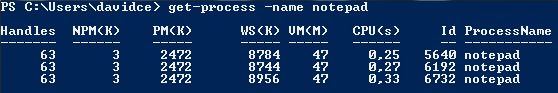 PS C:\Users\davidce> get-process -name notepad
Handles NPM(K) PM(K) WS(K) VM(M) CPU(s) Id ProcessName
------- ------ ----- ----- ----- ------ -- -----------
63 3 2472 8784 47 0,25 5640 notepad
63 3 2472 8744 47 0,27 6192 notepad
63 3 2472 8956 47 0,33 6732 notepad